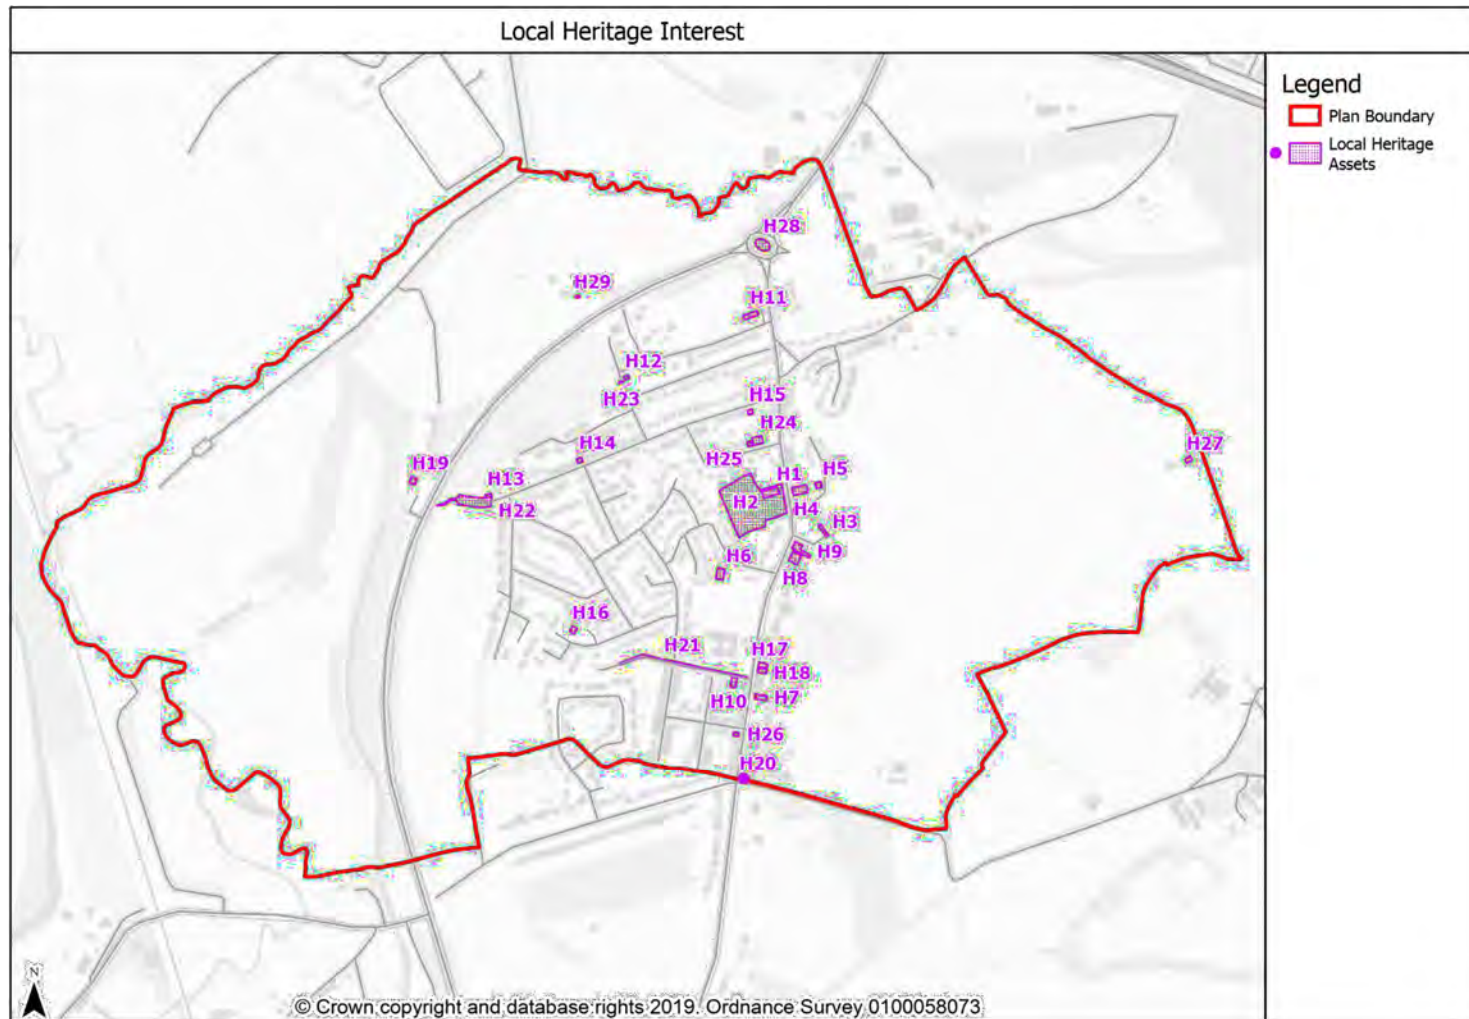 Local Heritage Interest
Legend
Plan Boundary
Local Heritage
Assets
H28
H29
H11
H12
H23
H15
H24
H14
H25
H27
H19
H13
H22
H1
H5
H2
H4
H3
H9
H6
H8
H16
H21
H17
H18
H10
H7
H26
H20
N
© Crown copyright and database rights 2019. Ordnance Survey 0100058073